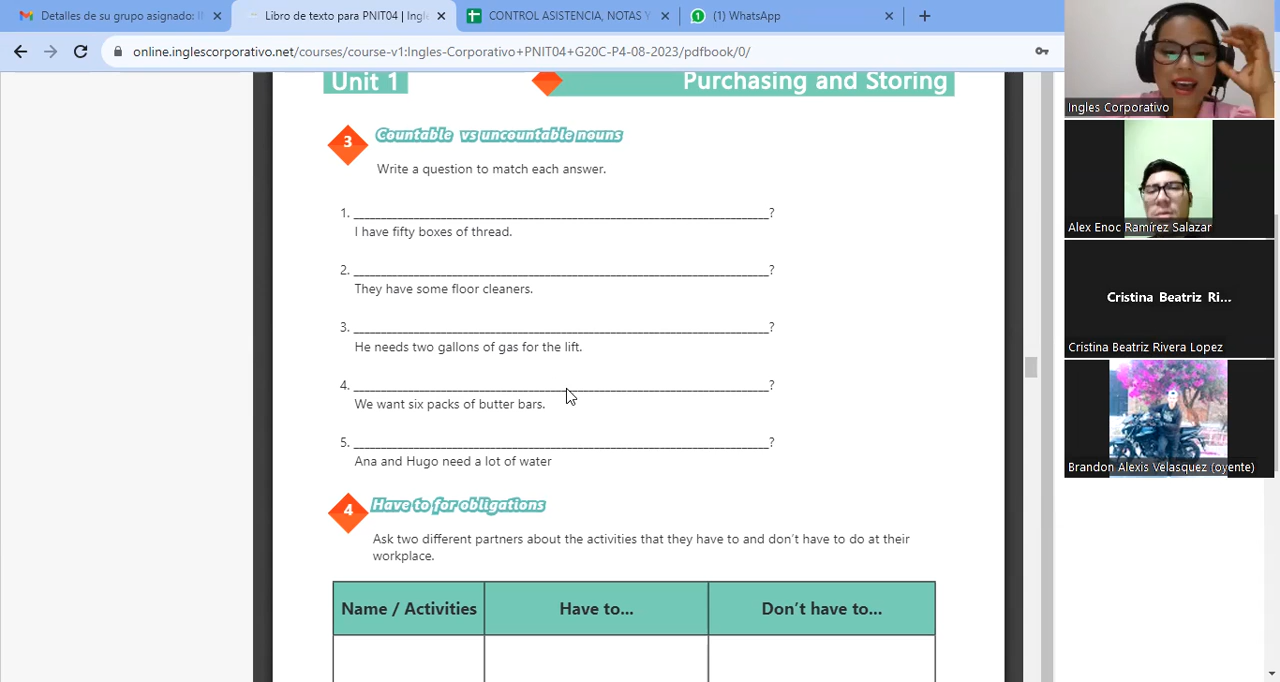 Detalles de su grupo asignado: I
Libro de texto para PNIT04 | Ingl
CONTROL ASISTENCIA, NOTAS Y
(1) WhatsApp
online.inglescorporativo.net/courses/course-v1:Ingles-Corporativo+PNIT04+G20C-P4-08-2023/pdfbook/0/
Unit 1
Purchasing and Storing
3
Countable vs uncountable nouns
Write a question to match each answer.
1. ______________________________?
I have fifty boxes of thread.
2. ______________________________?
They have some floor cleaners.
3. ______________________________?
He needs two gallons of gas for the lift.
4. ______________________________?
We want six packs of butter bars.
5. ______________________________?
Ana and Hugo need a lot of water
4
Have to for obligations
Ask two different partners about the activities that they have to and don't have to do at their
workplace.
Name / Activities
Have to...
Don't have to...
Ingles Corporativo
Alex Enoc Ramírez Salazar
Cristina Beatriz Ri...
Cristina Beatriz Rivera Lopez
Brandon Alexis Velasquez (oyente)